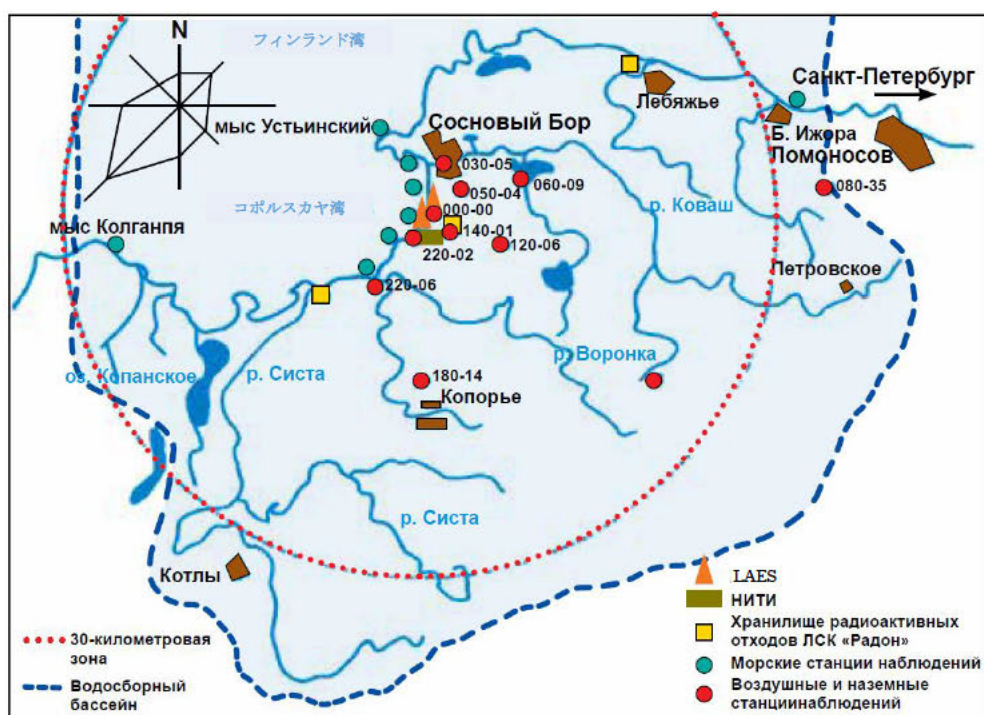 N
フィンランド湾
Санкт-Петербург
Лебяжье
мыс Устьинский
Сосновый Бор
Б. Ижора
Ломоносов
030-05
060-09
050-04
080-35
000-00
コポルスカヤ湾
р. Коваш
мыс Колганпя
140-01
120-06
220-02
Петровское
220-06
р. Воронка
оз. Копанское
р. Систа
180-14
Копорье
р. Систа
Котлы
LAES
НИТИ
Хранилище радиоактивных
отходов ЛСК «Радон»
Морские станции наблюдений
Воздушные и наземные
станциинаблюдений
30-километровая
зона
Водосборный
бассейн